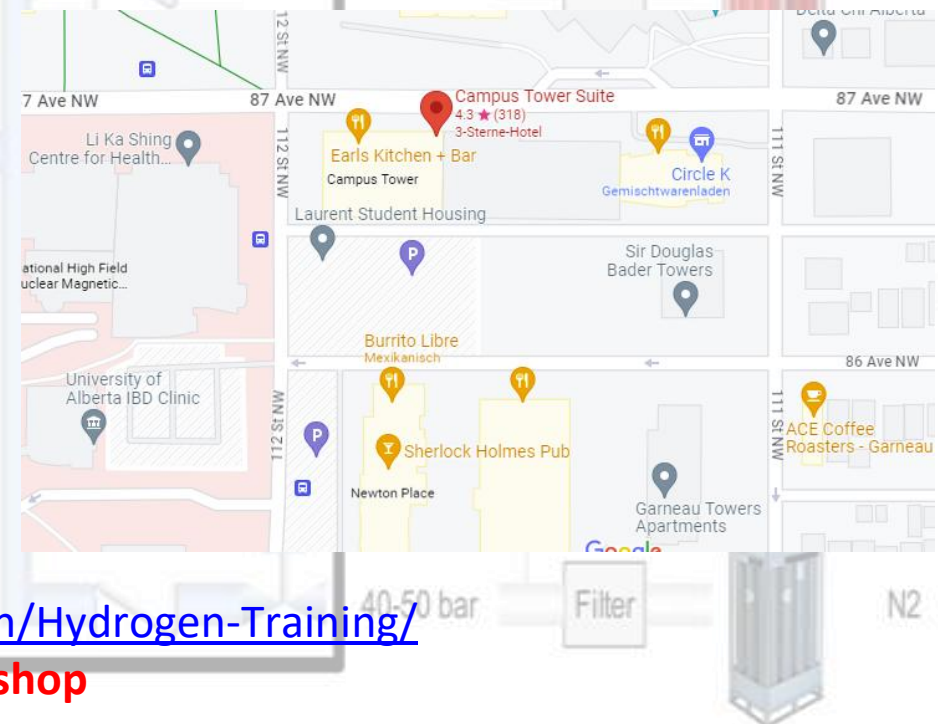 Delta Chi Alberta
112 St NW
7 Ave NW
87 Ave NW
Campus Tower Suite
4.3 ★ (318)
3-Sterne-Hotel
87 Ave NW
Li Ka Shing
Centre for Health...
Earls Kitchen + Bar
Campus Tower
112 St NW
Circle K
Gemischtwarenladen
111 St NW
Laurent Student Housing
P
ational High Field
uclear Magnetic...
Sir Douglas
Bader Towers
Burrito Libre
Mexikanisch
86 Ave NW
University of
Alberta IBD Clinic
112 St NW
P
111 St NW
ACE Coffee
Roasters - Garneau
Sherlock Holmes Pub
Newton Place
Garneau Towers
Apartments
Google
40-50 bar
Filter
N2
n/Hydrogen-Training/
shop